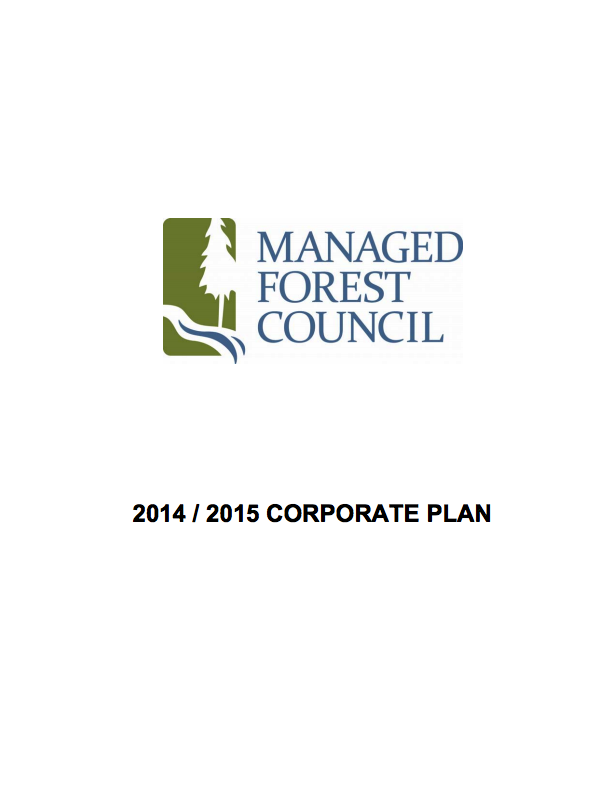 MANAGED
FOREST
COUNCIL
2014 / 2015 CORPORATE PLAN